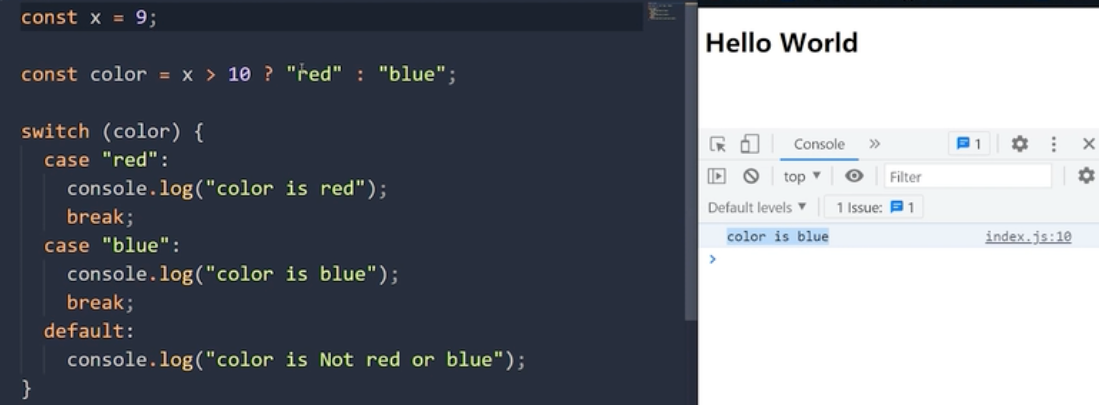 const x = 9;
const color = x > 10 ? "red" : "blue";
switch (color) {
case "red":
console.log("color is red");
break;
case "blue":
console.log("color is blue");
break;
default:
console.log("color is Not red or blue");
}
Hello World
Console » 1
top Filter
Default levels 1 Issue: 1
color is blue index.js:10
>